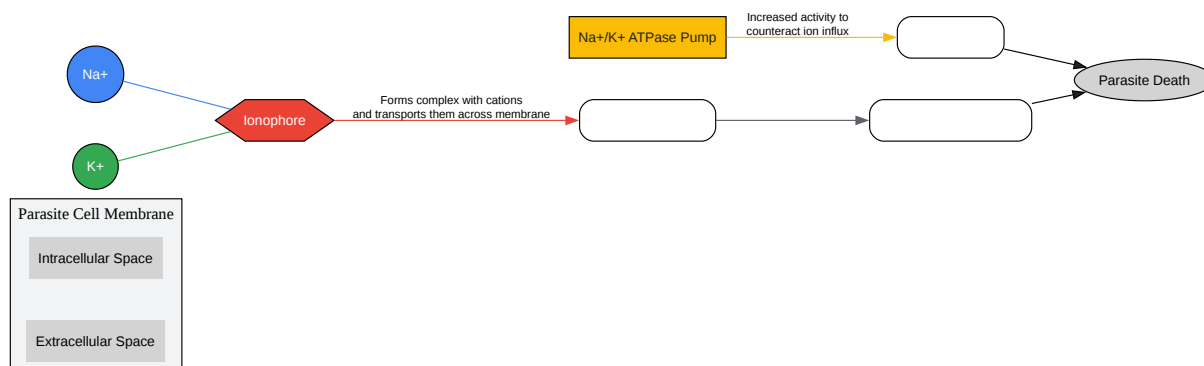 Increased activity to
counteract ion influx
Na+/K+ ATPase Pump
Na+
Parasite Death
Forms complex with cations
and transports them across membrane
Ionophore
K+
Parasite Cell Membrane
Intracellular Space
Extracellular Space